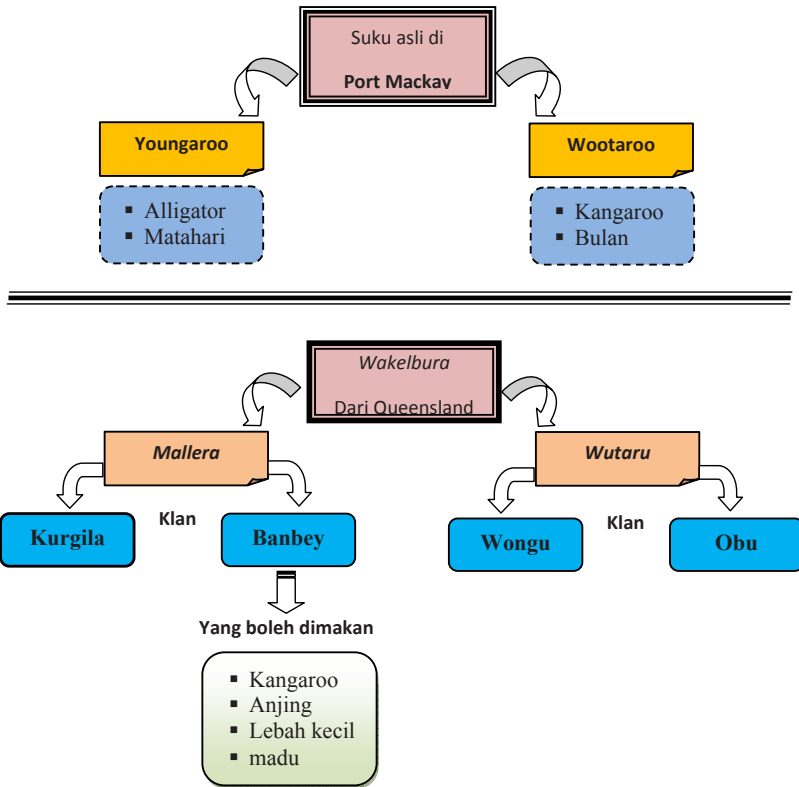 Suku asli di
Port Mackay
Youngaroo
Wootaroo
▪ Alligator
▪ Matahari
▪ Kangaroo
▪ Bulan
Wakelbura
Dari Queensland
Mallera
Wutaru
Klan
Klan
Kurgila
Banbey
Wongu
Obu
Yang boleh dimakan
▪ Kangaroo
▪ Anjing
▪ Lebah kecil
▪ madu